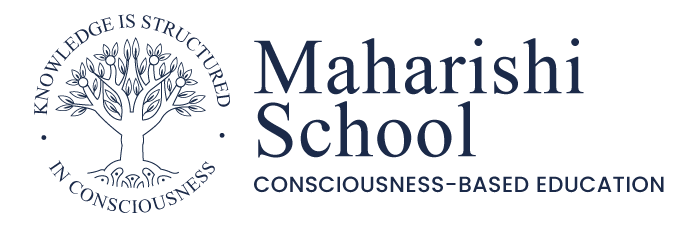 KNOWLEDGE IS STRUCTURED
IN CONSCIOUSNESS
Maharishi
School
CONSCIOUSNESS-BASED EDUCATION